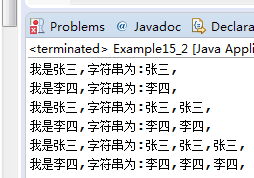 Problems @ Javadoc Declara
<terminated> Example15_2 [Java Appli
我是张三,字符串为:张三,
我是李四,字符串为:李四,
我是张三,字符串为:张三,张三,
我是李四,字符串为:李四,李四,
我是张三,字符串为:张三,张三,张三,
我是李四,字符串为:李四,李四,李四,